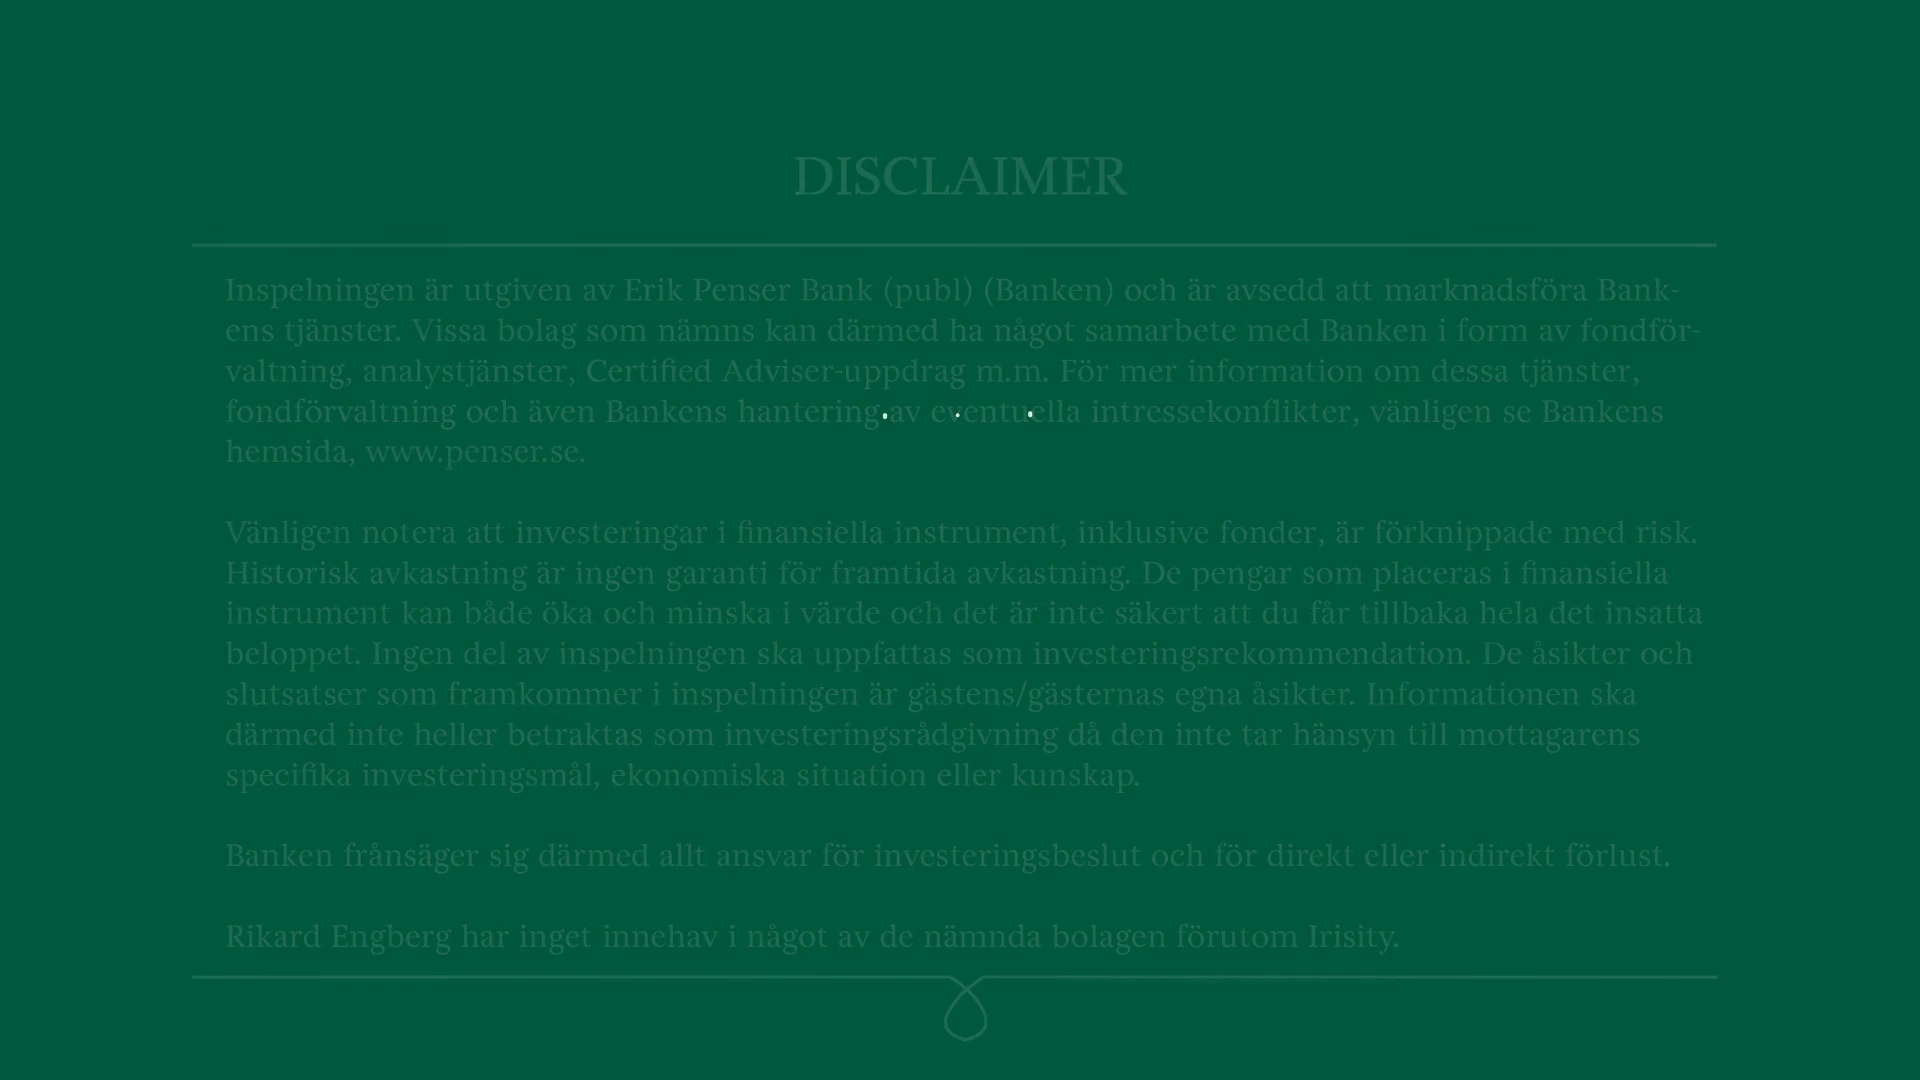 DISCLAIMER
Inspelningen är utgiven av Erik Penser Bank (publ) (Banken) och är avsedd att marknadsföra Bank-
ens tjänster. Vissa bolag som nämns kan därmed ha något samarbete med Banken i form av fondför-
valtning, analystjänster, Certified Adviser-uppdrag m.m. För mer information om dessa tjänster,
fondförvaltning och även Bankens hantering av eventuella intressekonflikter, vänligen se Bankens
hemsida, www.penser.se.
Vänligen notera att investeringar i finansiella instrument, inklusive fonder, är förknippade med risk.
Historisk avkastning är ingen garanti för framtida avkastning. De pengar som placeras i finansiella
instrument kan både öka och minska i värde och det är inte säkert att du får tillbaka hela det insatta
beloppet. Ingen del av inspelningen ska uppfattas som investeringsrekommendation. De åsikter och
slutsatser som framkommer i inspelningen är gästens/gästernas egna åsikter. Informationen ska
därmed inte heller betraktas som investeringsrådgivning då den inte tar hänsyn till mottagarens
specifika investeringsmål, ekonomiska situation eller kunskap.
Banken frånsäger sig därmed allt ansvar för investeringsbeslut och för direkt eller indirekt förlust.
Rikard Engberg har inget innehav i något av de nämnda bolagen förutom Irisity.